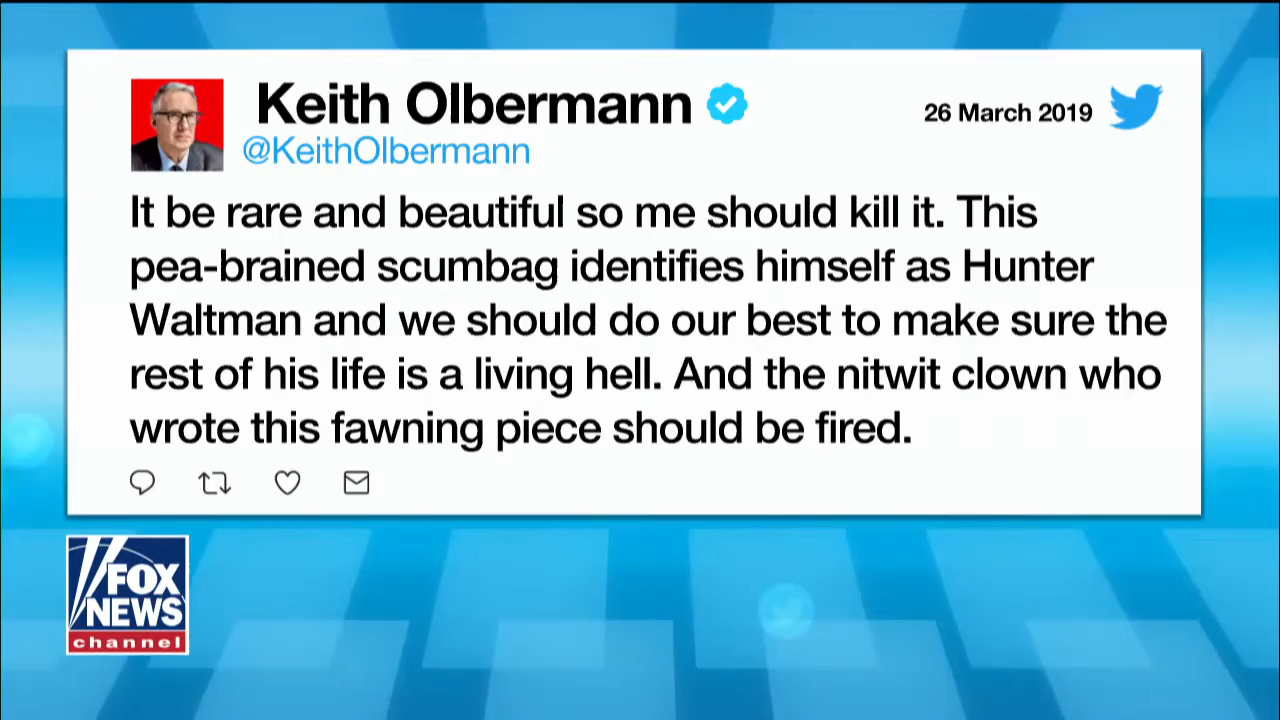 Keith Olbermann
26 March 2019
@KeithOlbermann
It be rare and beautiful so me should kill it. This
pea-brained scumbag identifies himself as Hunter
Waltman and we should do our best to make sure the
rest of his life is a living hell. And the nitwit clown who
wrote this fawning piece should be fired.
FOX
NEWS
channel